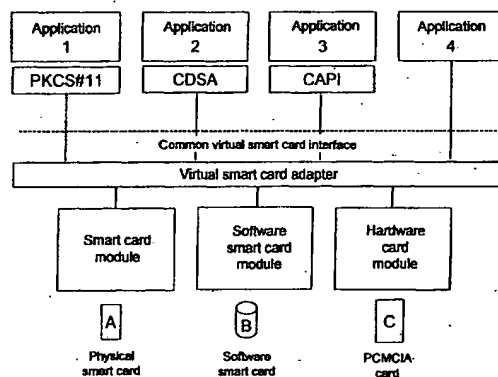 Application
1
Application
2
Application
3
Application
4
PKCS#11
CDSA
CAPI
Common virtual smart card interface
Virtual smart card adapter
Smart card
module
Software
smart card
module
Hardware
card
module
A
B
C
Physical
smart card
Software
smart card
PCMCIA
card